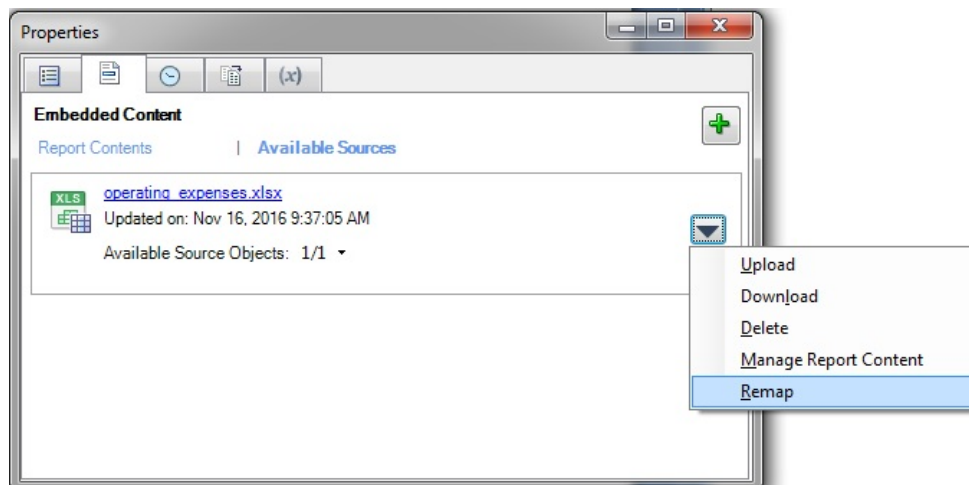 Properties
(x)
Embedded Content
Report Contents | Available Sources
XLS
operating_expenses.xlsx
Updated on: Nov 16, 2016 9:37:05 AM
Available Source Objects: 1/1
Upload
Download
Delete
Manage Report Content
Remap